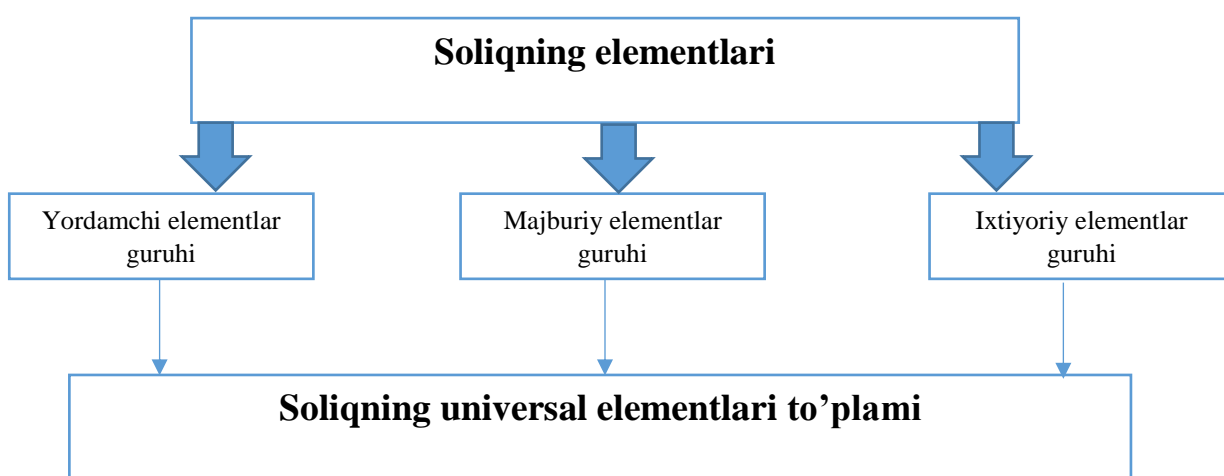 Soliqning elementlari
Yordamchi elementlar
guruhi
Majburiy elementlar
guruhi
Ixtiyoriy elementlar
guruhi
Soliqning universal elementlari to’plami